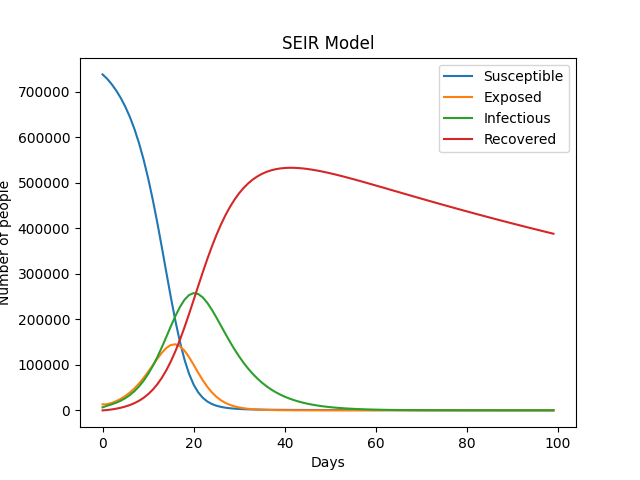 SEIR Model
Susceptible
Exposed
Infectious
Recovered
700000
600000
500000
400000
300000
200000
100000
0
Number of people
0 20 40 60 80 100
Days